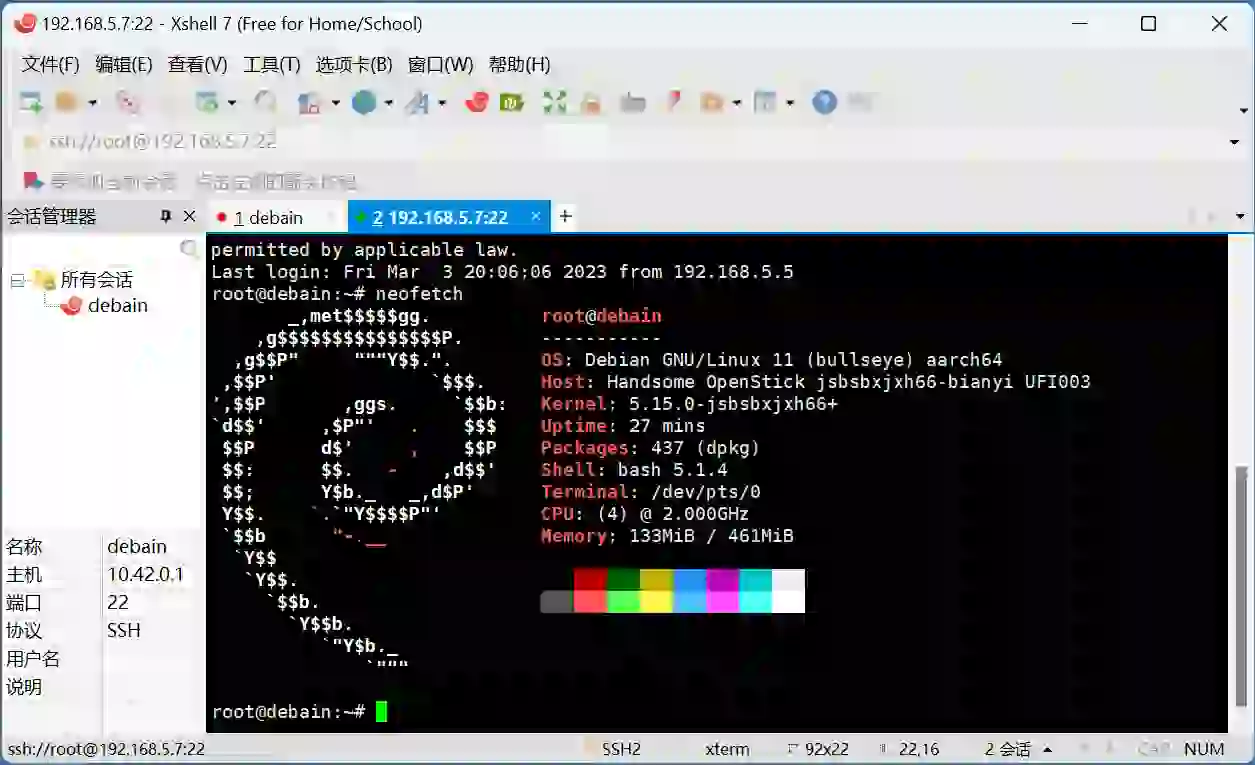 192.168.5.7:22 - Xshell 7 (Free for Home/School)
文件(F) 编辑(E) 查看(V) 工具(T) 选项卡(B) 窗口(W) 帮助(H)
ssh://root@192.168.5.7:22
会话管理器
1 debain
2 192.168.5.7:22 × +
所有会话
debain
名称 debain
主机 10.42.0.1
端口 22
协议 SSH
用户名
说明
permitted by applicable law.
Last login: Fri Mar 3 20:06:06 2023 from 192.168.5.5
root@debain:~# neofetch
_,met$$$$$gg. root@debain
,g$$$$$$$$$$$$$$$P. -----------
,g$$P" """Y$$.". OS: Debian GNU/Linux 11 (bullseye) aarch64
,$$P' `$$$. Host: Handsome OpenStick jsbsbxjxh66-bianyi UFI003
',$$P ,ggs. `$$b: Kernel: 5.15.0-jsbsbxjxh66+
`d$$' ,$P"' . $$$ Uptime: 27 mins
$$P d$' , $$P Packages: 437 (dpkg)
$$: $$. - ,d$$' Shell: bash 5.1.4
$$; Y$b._ _,d$P' Terminal: /dev/pts/0
Y$$. `.`"Y$$$$P"' CPU: (4) @ 2.000GHz
`$$b "-.__ Memory: 133MiB / 461MiB
`Y$$
`Y$$.
`$$b.
`Y$$b.
`"Y$b._
`"""
root@debain:~#
ssh://root@192.168.5.7:22 SSH2 xterm 92x22 22,16 2 会话 CAP NUM